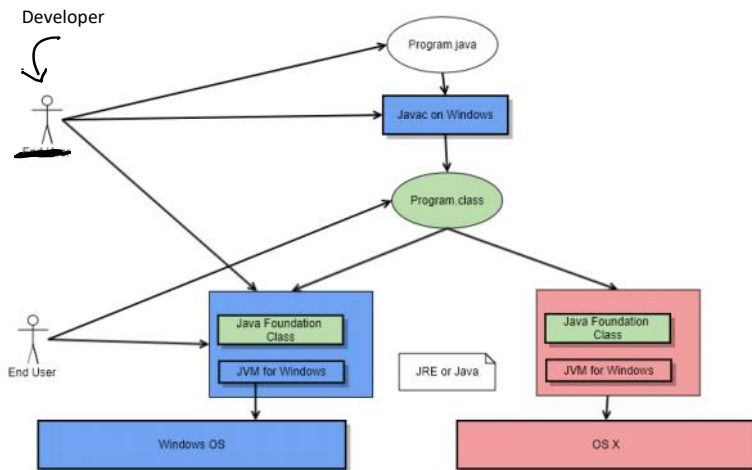 Developer
Program.java
Javac on Windows
Program.class
End User
Java Foundation
Class
JVM for Windows
JRE or Java
Java Foundation
Class
JVM for Windows
Windows OS
OS X